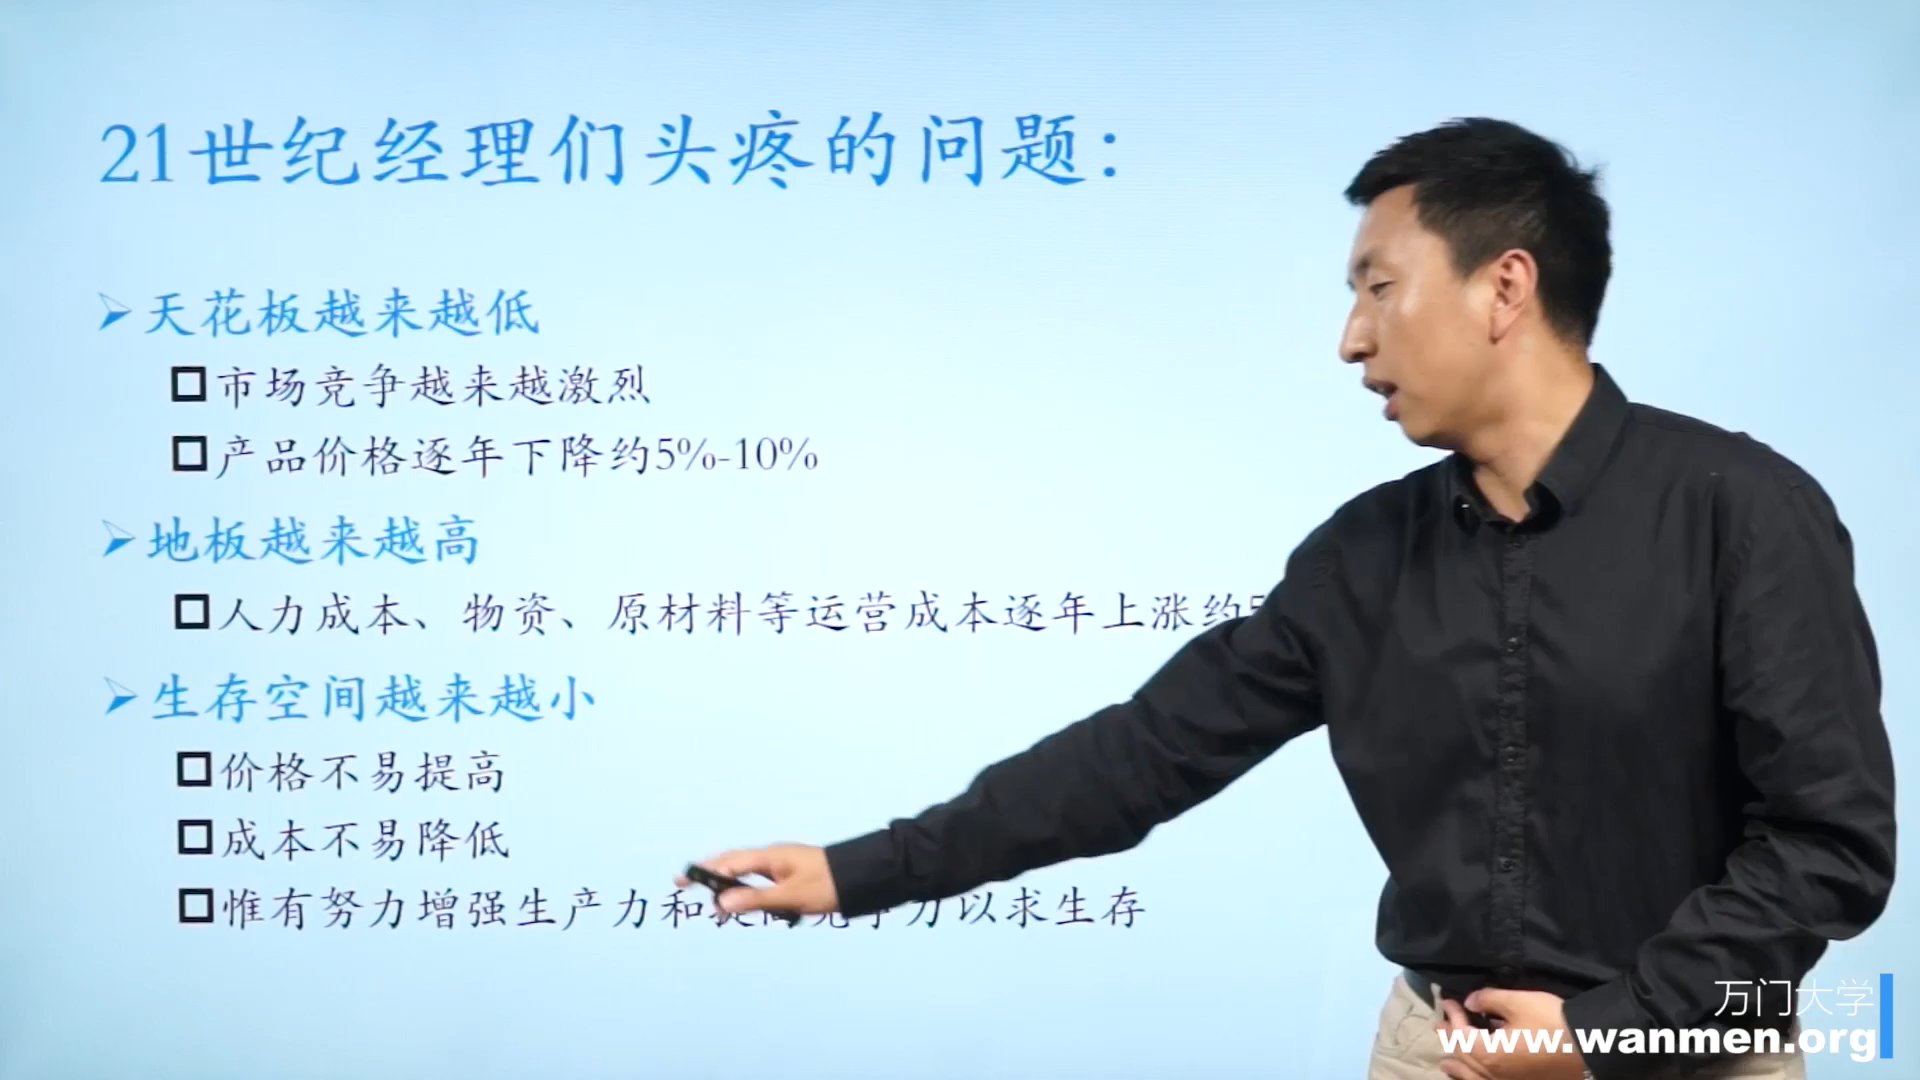 21世纪经理们头疼的问题：
天花板越来越低
市场竞争越来越激烈
产品价格逐年下降约5%-10%
地板越来越高
人力成本、物资、原材料等运营成本逐年上涨约5
生存空间越来越小
价格不易提高
成本不易降低
惟有努力增强生产力和提高竞争力以求生存
万门大学
www.wanmen.org